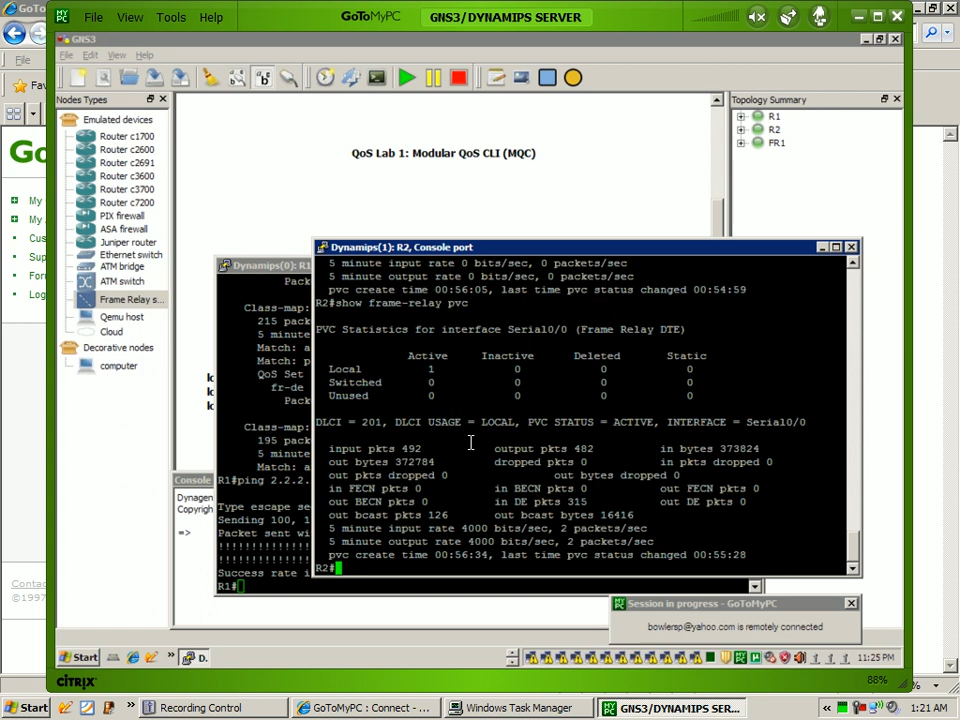 GoTo
File
View
Tools
Help
GoToMyPC
GNS3/DYNAMIPS SERVER
GNS3
File Edit View Help
Nodes Types
Emulated devices
Router c1700
Router c2600
Router c2691
Router c3600
Router c3700
Router c7200
PIX firewall
ASA firewall
Juniper router
Ethernet switch
ATM bridge
ATM switch
Frame Relay s...
Qemu host
Cloud
Decorative nodes
computer
QoS Lab 1: Modular QoS CLI (MQC)
Topology Summary
R1
R2
FR1
Dynamips(0): R1
Pack
Class-map:
215 pack
5 minute
Match: a
Match: p
QoS Set
fr-de
Pack
Class-map:
195 pack
5 minute
Match: a
R1#ping 2.2.2.
Type escape se
Sending 100, 1
Packet sent wi
!!!!!!!!!!!!!!
!!!!!!!!!!!!!!
Success rate i
R1#
Dynamips(1): R2, Console port
5 minute input rate 0 bits/sec, 0 packets/sec
5 minute output rate 0 bits/sec, 0 packets/sec
pvc create time 00:56:05, last time pvc status changed 00:54:59
R2#show frame-relay pvc
PVC Statistics for interface Serial0/0 (Frame Relay DTE)
Active Inactive Deleted Static
Local 1 0 0 0
Switched 0 0 0 0
Unused 0 0 0 0
DLCI = 201, DLCI USAGE = LOCAL, PVC STATUS = ACTIVE, INTERFACE = Serial0/0
input pkts 492 output pkts 482 in bytes 373824
out bytes 372784 dropped pkts 0 in pkts dropped 0
out pkts dropped 0 out bytes dropped 0
in FECN pkts 0 in BECN pkts 0 out FECN pkts 0
out BECN pkts 0 in DE pkts 315 out DE pkts 0
out bcast pkts 126 out bcast bytes 16416
5 minute input rate 4000 bits/sec, 2 packets/sec
5 minute output rate 4000 bits/sec, 2 packets/sec
pvc create time 00:56:34, last time pvc status changed 00:55:28
R2#
Console
Dynagen
Copyrigh
=>
Session in progress - GoToMyPC
bowlersp@yahoo.com is remotely connected
Start
D.
11:25 PM
CITRIX
88%
Start
Recording Control
GoToMyPC : Connect - ...
Windows Task Manager
GNS3/DYNAMIPS SER...
1:21 AM